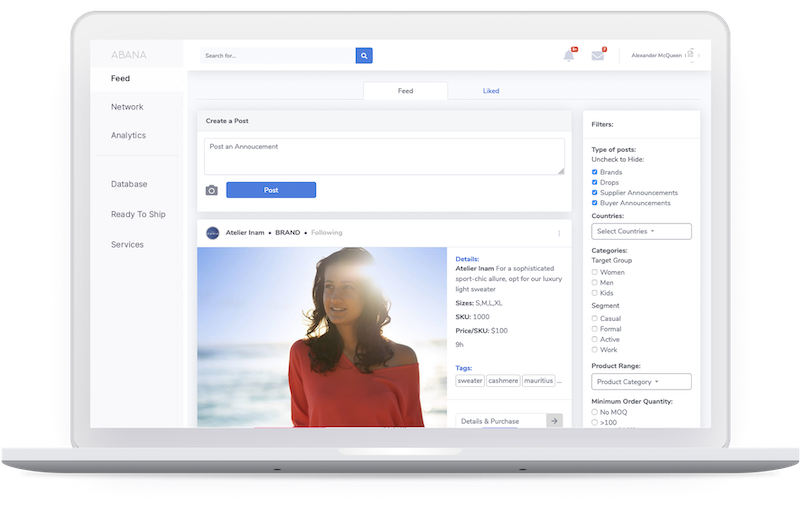 ABANA
Search for...
9+
7
Alexander McQueen
Feed
Network
Analytics
Database
Ready To Ship
Services
Feed
Liked
Create a Post
Post an Annoucement
Post
Atelier Inam • BRAND • Following
Details:
Atelier Inam For a sophisticated
sport-chic allure, opt for our luxury
light sweater
Sizes: S,M,L,XL
SKU: 1000
Price/SKU: $100
9h
Tags:
sweater cashmere mauritius ...
Details & Purchase
Filters:
Type of posts:
Uncheck to Hide:
Brands
Drops
Supplier Announcements
Buyer Announcements
Countries:
Select Countries
Categories:
Target Group
Women
Men
Kids
Segment
Casual
Formal
Active
Work
Product Range:
Product Category
Minimum Order Quantity:
No MOQ
>100